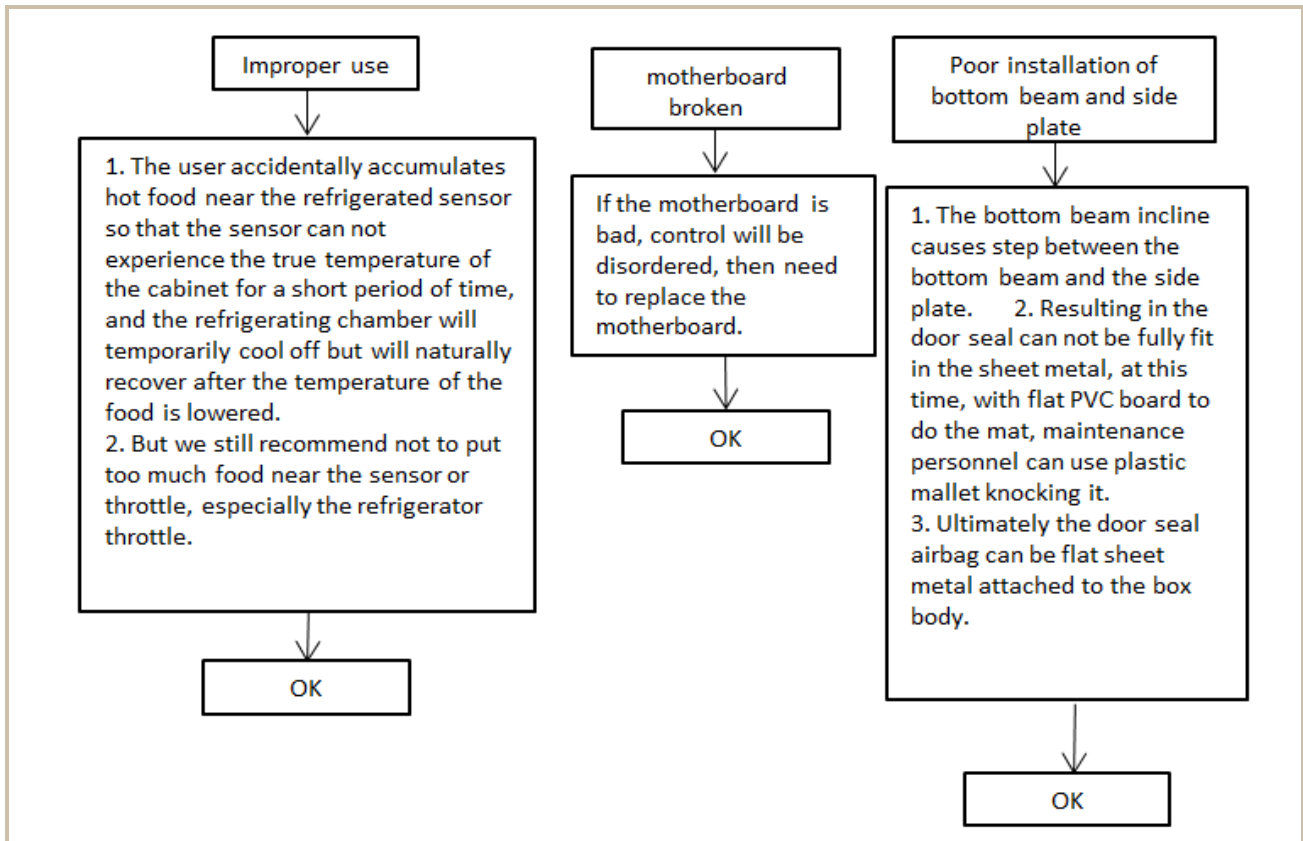 Improper use
1. The user accidentally accumulates
hot food near the refrigerated sensor
so that the sensor can not
experience the true temperature of
the cabinet for a short period of time,
and the refrigerating chamber will
temporarily cool off but will naturally
recover after the temperature of the
food is lowered.
2. But we still recommend not to put
too much food near the sensor or
throttle, especially the refrigerator
throttle.
OK
motherboard
broken
If the motherboard is
bad, control will be
disordered, then need
to replace the
motherboard.
OK
Poor installation of
bottom beam and side
plate
1. The bottom beam incline
causes step between the
bottom beam and the side
plate. 2. Resulting in the
door seal can not be fully fit
in the sheet metal, at this
time, with flat PVC board to
do the mat, maintenance
personnel can use plastic
mallet knocking it.
3. Ultimately the door seal
airbag can be flat sheet
metal attached to the box
body.
OK